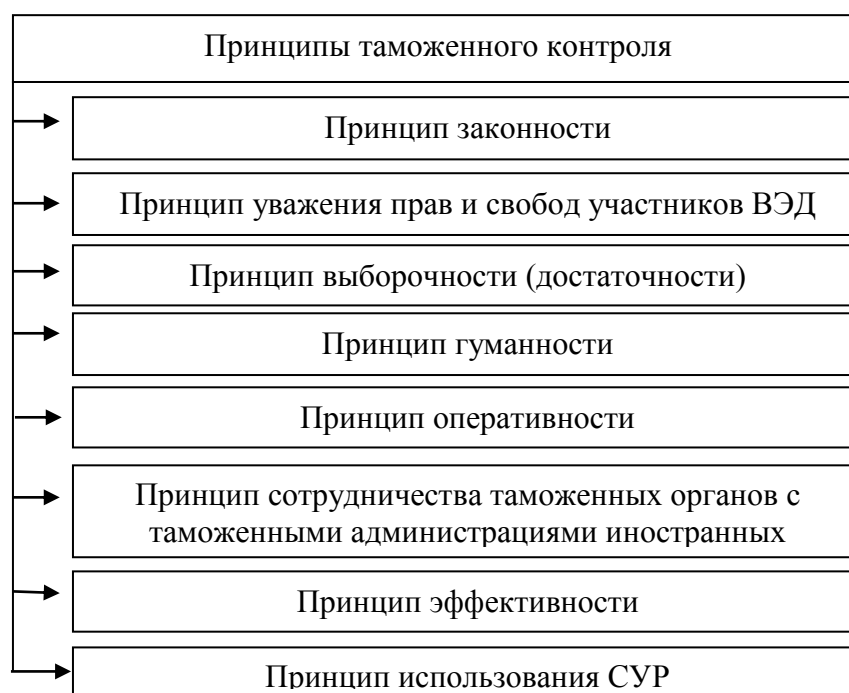 Принципы таможенного контроля
Принцип законности
Принцип уважения прав и свобод участников ВЭД
Принцип выборочности (достаточности)
Принцип гуманности
Принцип оперативности
Принцип сотрудничества таможенных органов с
таможенными администрациями иностранных
Принцип эффективности
Принцип использования СУР